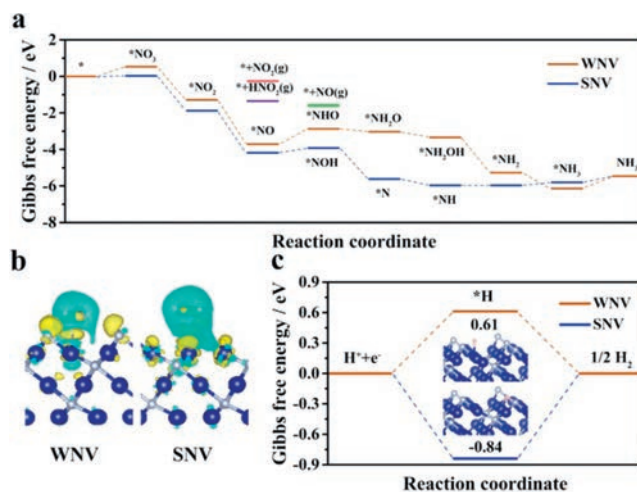 a
Gibbs free energy / eV
4
2
0
-2
-4
-6
-8
*
*NO₃
*NO₂
*+NO₂(g)
*+HNO₂(g)
*NO
*+NO(g)
*NHO
*NOH
*NH₂O
*N
*NH₂OH
*NH
*NH₂
*NH₃
NH₃
WNV
SNV
Reaction coordinate
b
WNV
SNV
c
Gibbs free energy / eV
0.9
0.6
0.3
0.0
-0.3
-0.6
-0.9
H⁺+e⁻
*H
0.61
-0.84
1/2 H₂
WNV
SNV
Reaction coordinate